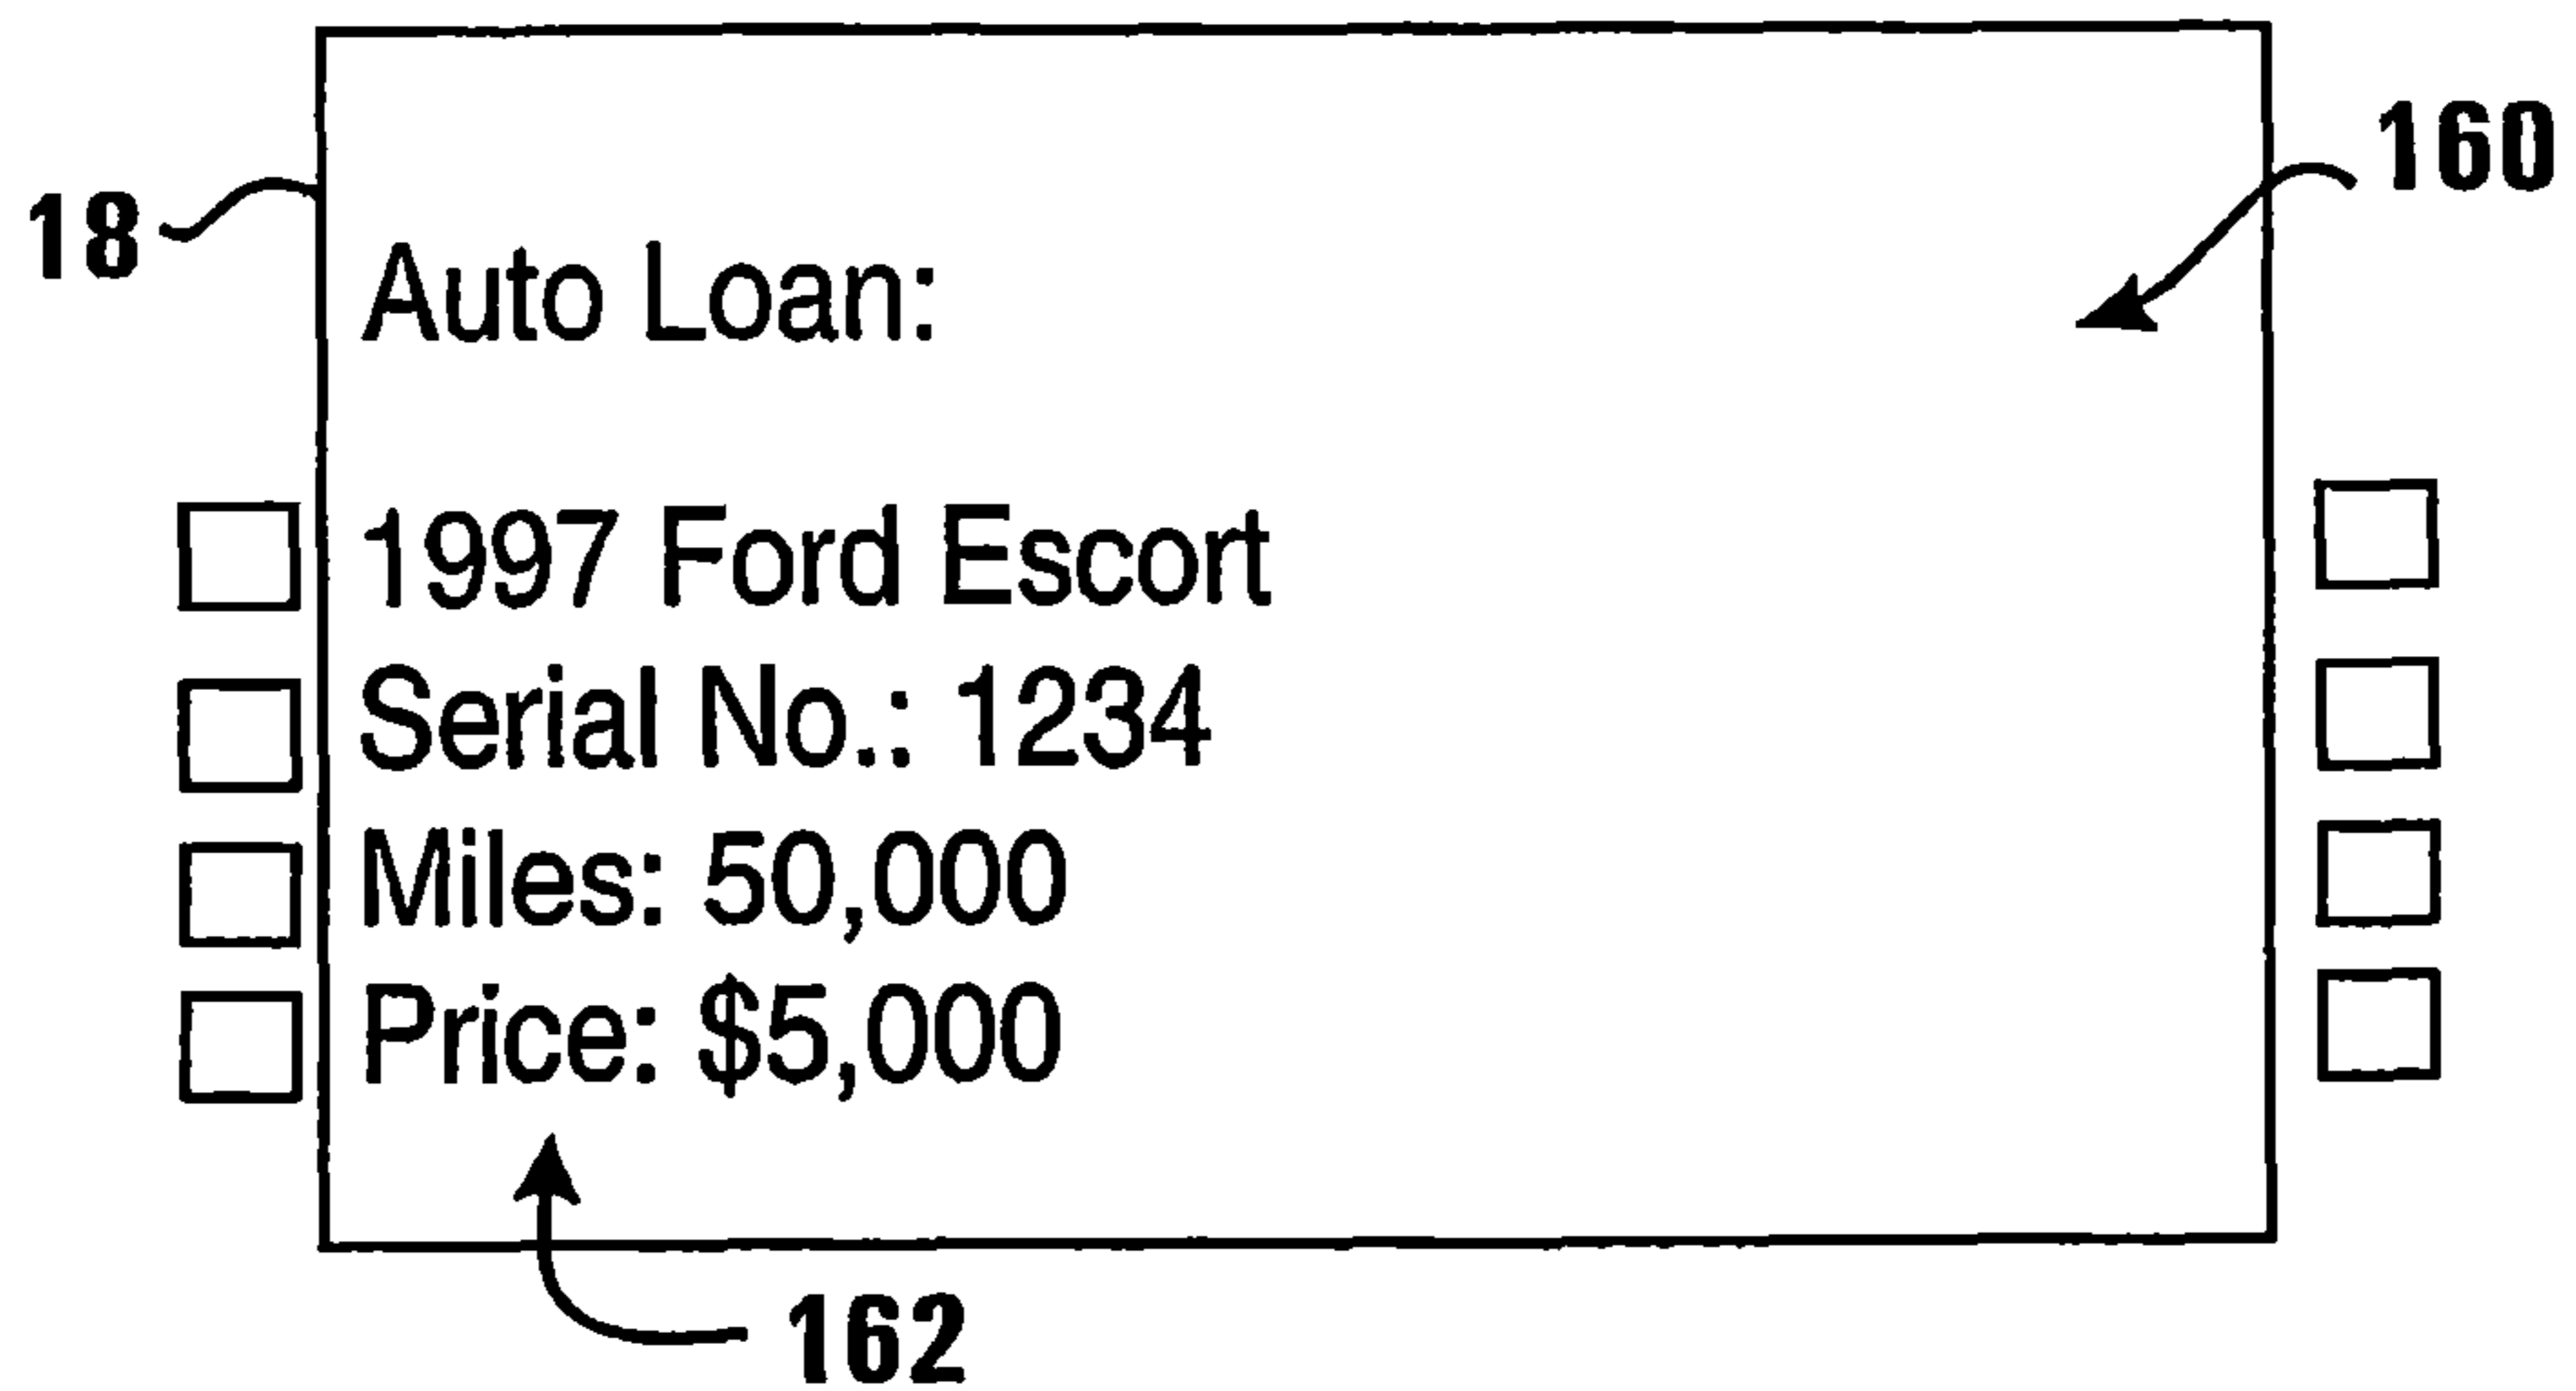 160
18
Auto Loan:
1997 Ford Escort
Serial No.: 1234
Miles: 50,000
Price: $5,000
162